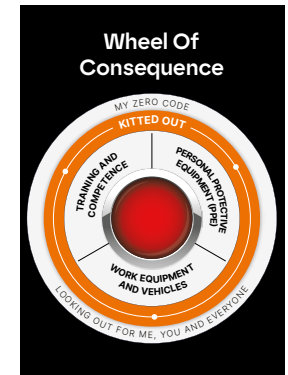 Wheel Of
Consequence
MY ZERO CODE
KITTED OUT
TRAINING AND
COMPETENCE
PERSONAL PROTECTIVE
EQUIPMENT (PPE)
WORK EQUIPMENT
AND VEHICLES
LOOKING OUT FOR ME, YOU AND EVERYONE